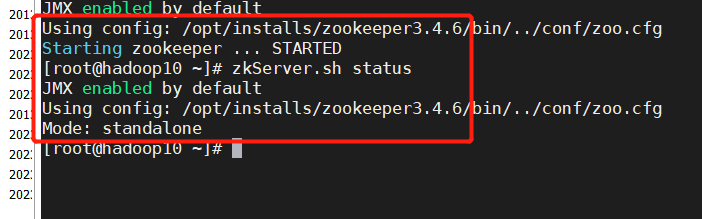 JMX enabled by default
Using config: /opt/installs/zookeeper3.4.6/bin/../conf/zoo.cfg
Starting zookeeper ... STARTED
[root@hadoop10 ~]# zkServer.sh status
JMX enabled by default
Using config: /opt/installs/zookeeper3.4.6/bin/../conf/zoo.cfg
Mode: standalone
[root@hadoop10 ~]#